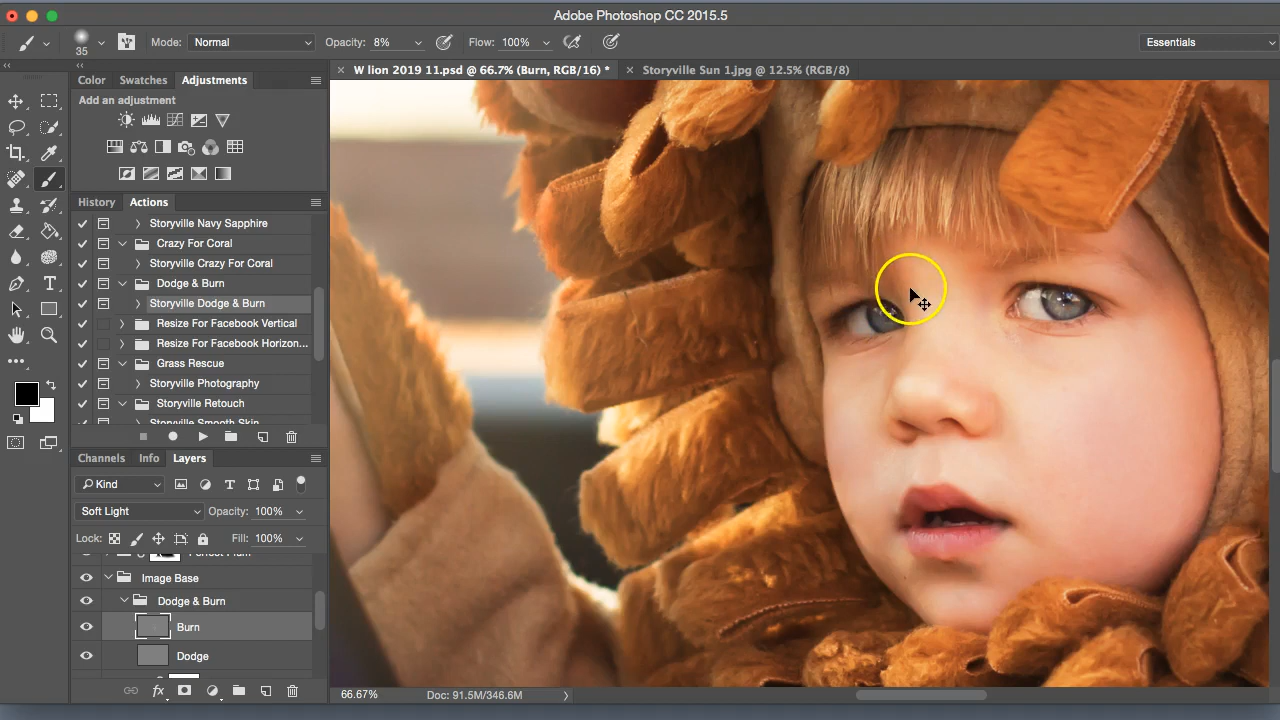 Adobe Photoshop CC 2015.5
35 Mode: Normal Opacity: 8% Flow: 100% Essentials
W lion 2019 11.psd @ 66.7% (Burn, RGB/16) * Storyville Sun 1.jpg @ 12.5% (RGB/8)
Color Swatches Adjustments
Add an adjustment
History Actions
Storyville Navy Sapphire
Crazy For Coral
Storyville Crazy For Coral
Dodge & Burn
Storyville Dodge & Burn
Resize For Facebook Vertical
Resize For Facebook Horizon...
Grass Rescue
Storyville Photography
Storyville Retouch
Storyville Smooth Skin
Channels Info Layers
Kind
Soft Light Opacity: 100%
Lock: Fill: 100%
Image Base
Dodge & Burn
Burn
Dodge
fx
66.67% Doc: 91.5M/346.6M